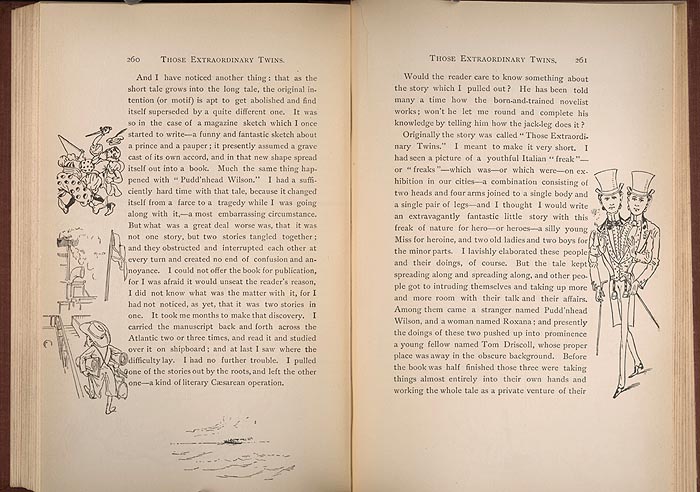 260 THOSE EXTRAORDINARY TWINS.
And I have noticed another thing: that as the
short tale grows into the long tale, the original in-
tention (or motif) is apt to get abolished and find
itself superseded by a quite different one. It was
so in the case of a magazine sketch which I once
started to write—a funny and fantastic sketch about
a prince and a pauper; it presently assumed a grave
cast of its own accord, and in that new shape spread
itself out into a book. Much the same thing hap-
pened with "Pudd'nhead Wilson." I had a suffi-
ciently hard time with that tale, because it changed
itself from a farce to a tragedy while I was going
along with it,—a most embarrassing circumstance.
But what was a great deal worse was, that it was
not one story, but two stories tangled together;
and they obstructed and interrupted each other at
every turn and created no end of confusion and an-
noyance. I could not offer the book for publication,
for I was afraid it would unseat the reader's reason,
I did not know what was the matter with it, for I
had not noticed, as yet, that it was two stories in
one. It took me months to make that discovery. I
carried the manuscript back and forth across the
Atlantic two or three times, and read it and studied
over it on shipboard; and at last I saw where the
difficulty lay. I had no further trouble. I pulled
one of the stories out by the roots, and left the other
one—a kind of literary Cæsarean operation.
THOSE EXTRAORDINARY TWINS. 261
Would the reader care to know something about
the story which I pulled out? He has been told
many a time how the born-and-trained novelist
works; won't he let me round and complete his
knowledge by telling him how the jack-leg does it?
Originally the story was called "Those Extraordi-
nary Twins." I meant to make it very short. I
had seen a picture of a youthful Italian "freak"—
or "freaks"—which was—or which were—on ex-
hibition in our cities—a combination consisting of
two heads and four arms joined to a single body and
a single pair of legs—and I thought I would write
an extravagantly fantastic little story with this
freak of nature for hero—or heroes—a silly young
Miss for heroine, and two old ladies and two boys for
the minor parts. I lavishly elaborated these people
and their doings, of course. But the tale kept
spreading along and spreading along, and other peo-
ple got to intruding themselves and taking up more
and more room with their talk and their affairs.
Among them came a stranger named Pudd'nhead
Wilson, and a woman named Roxana; and presently
the doings of these two pushed up into prominence
a young fellow named Tom Driscoll, whose proper
place was away in the obscure background. Before
the book was half finished those three were taking
things almost entirely into their own hands and
working the whole tale as a private venture of their